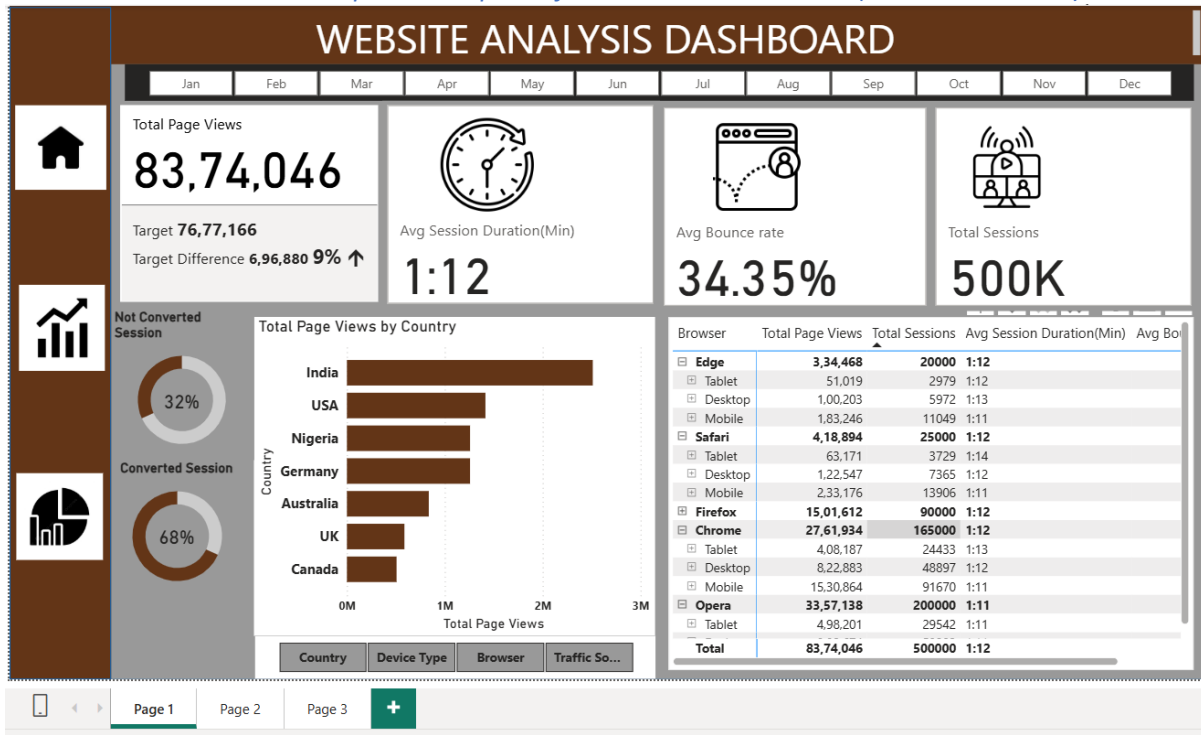 WEBSITE ANALYSIS DASHBOARD
Jan Feb Mar Apr May Jun Jul Aug Sep Oct Nov Dec
Total Page Views
83,74,046
Target 76,77,166
Target Difference 6,96,880 9% ↑
Avg Session Duration(Min)
1:12
Avg Bounce rate
34.35%
Total Sessions
500K
Not Converted
Session
32%
Converted Session
68%
Total Page Views by Country
Country
India
USA
Nigeria
Germany
Australia
UK
Canada
0M 1M 2M 3M
Total Page Views
Country Device Type Browser Traffic So...
Browser Total Page Views Total Sessions Avg Session Duration(Min) Avg Bou
Edge 3,34,468 20000 1:12
Tablet 51,019 2979 1:12
Desktop 1,00,203 5972 1:13
Mobile 1,83,246 11049 1:11
Safari 4,18,894 25000 1:12
Tablet 63,171 3729 1:14
Desktop 1,22,547 7365 1:12
Mobile 2,33,176 13906 1:11
Firefox 15,01,612 90000 1:12
Chrome 27,61,934 165000 1:12
Tablet 4,08,187 24433 1:13
Desktop 8,22,883 48897 1:12
Mobile 15,30,864 91670 1:11
Opera 33,57,138 200000 1:11
Tablet 4,98,201 29542 1:11
Total 83,74,046 500000 1:12
Page 1 Page 2 Page 3 +